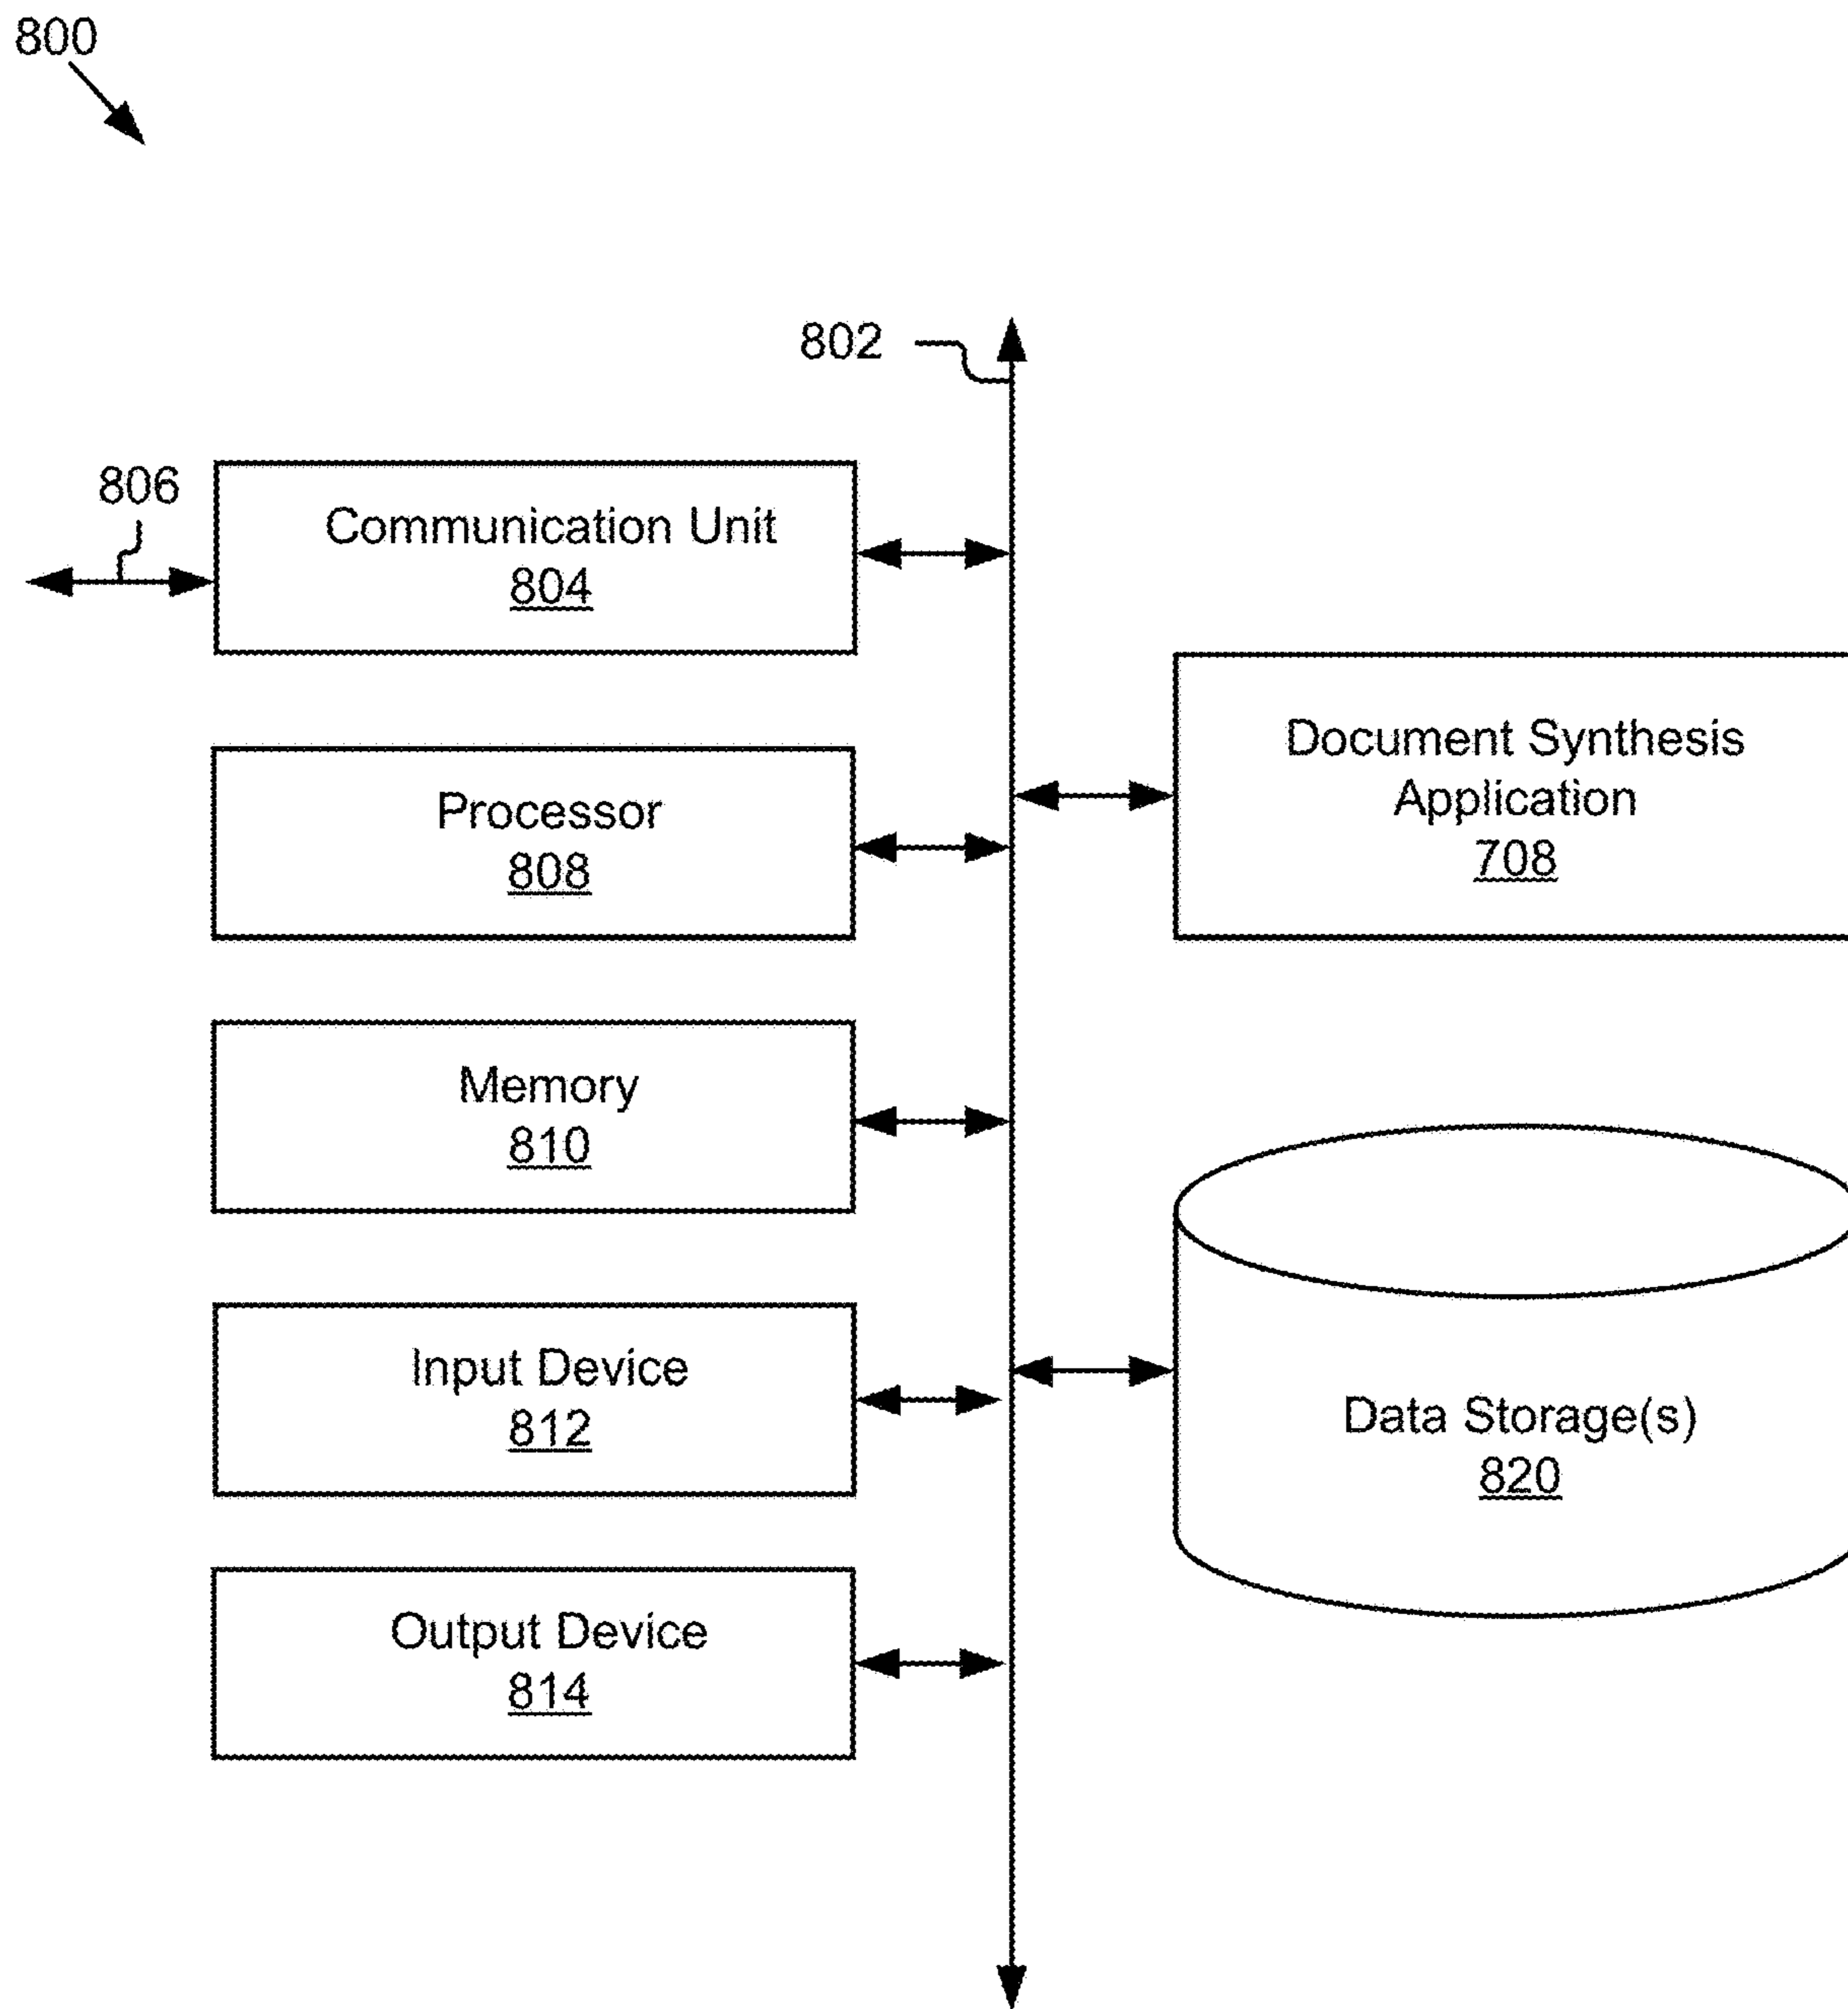 800
802
806
Communication Unit
804
Document Synthesis
Application
708
Processor
808
Memory
810
Input Device
812
Data Storage(s)
820
Output Device
814